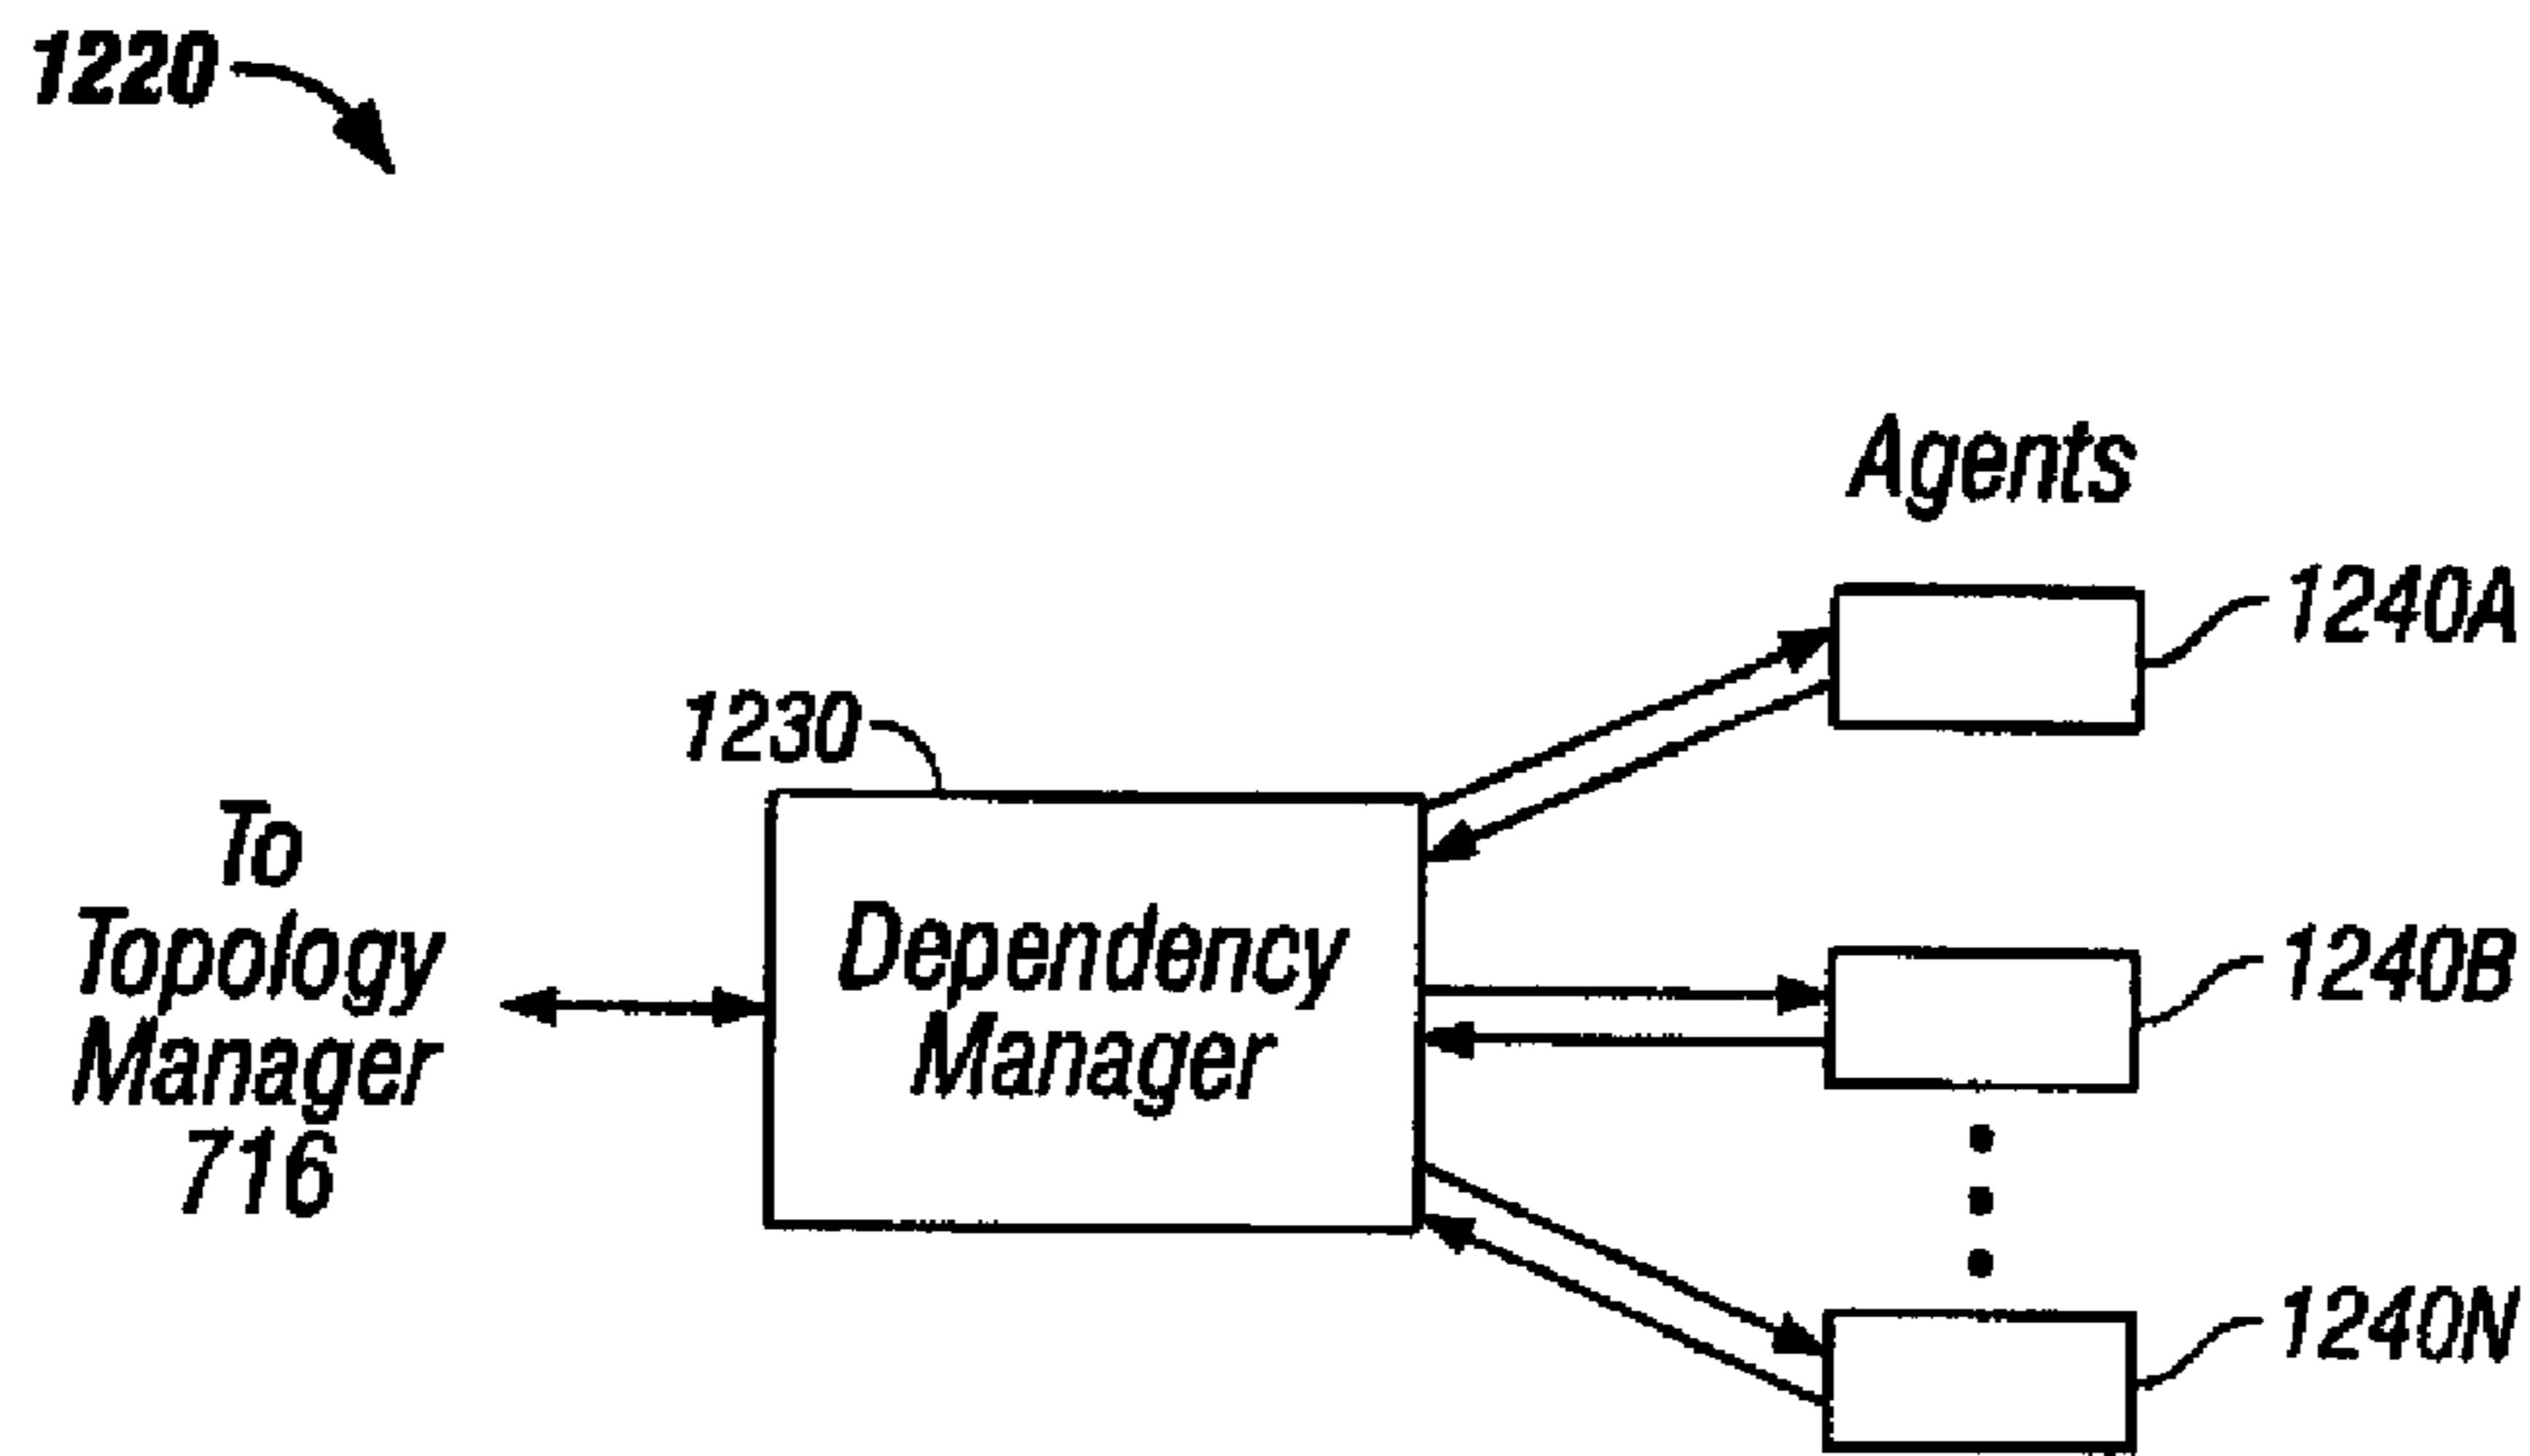 1220
Agents
1240A
1230
To
Topology
Manager
716
Dependency
Manager
1240B
1240N